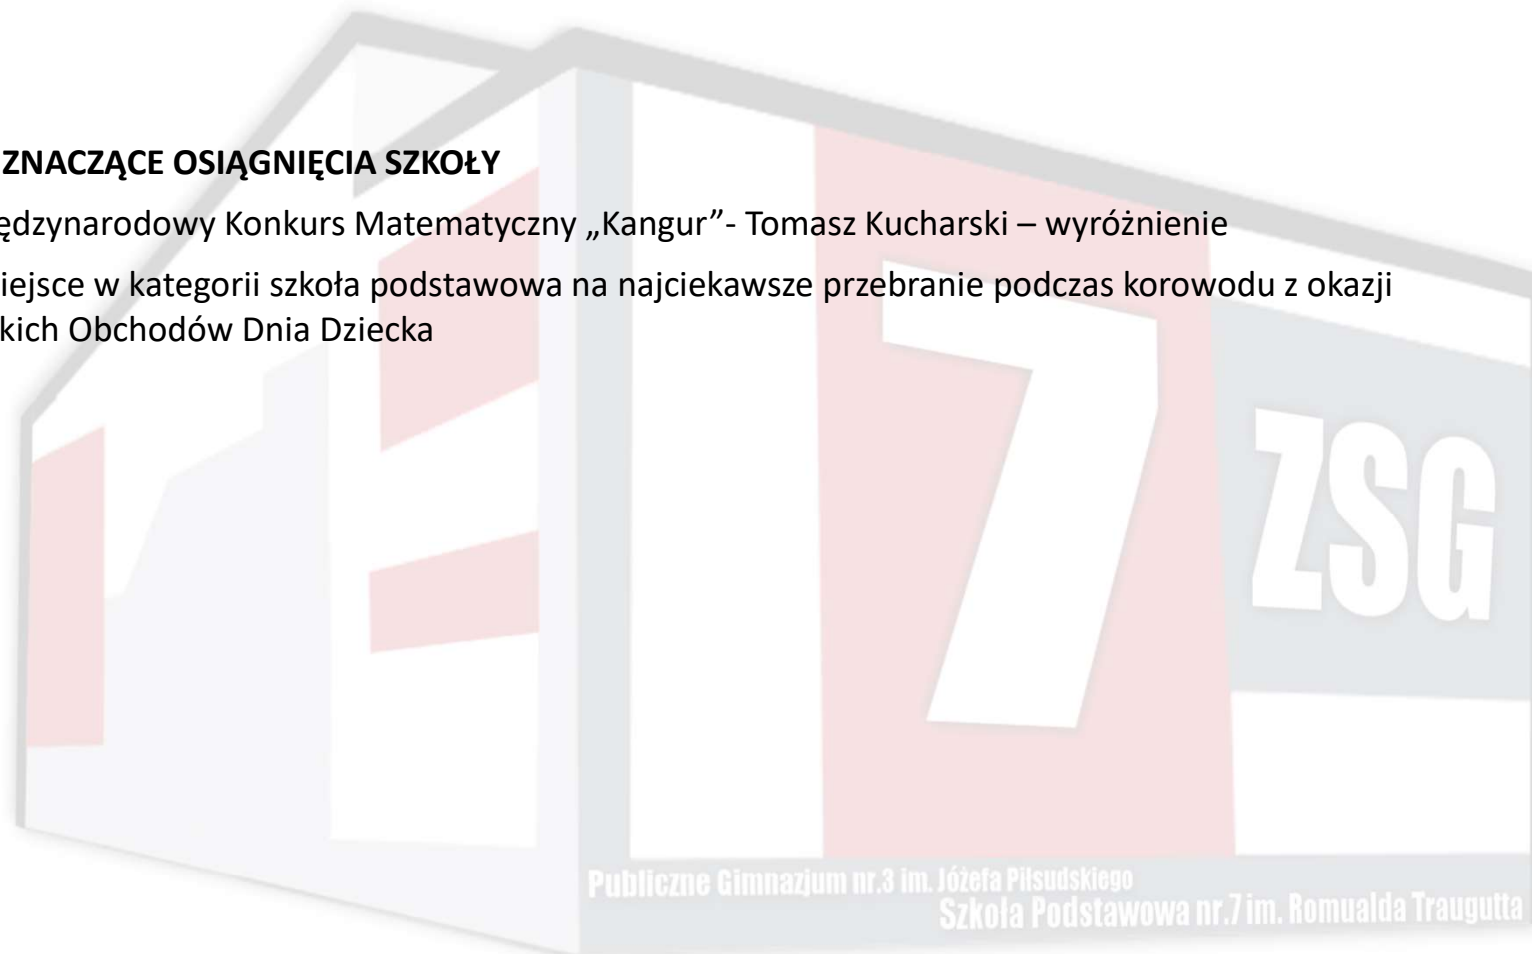 ZNACZĄCE OSIĄGNIĘCIA SZKOŁY
ędzynarodowy Konkurs Matematyczny „Kangur”- Tomasz Kucharski – wyróżnienie
iejsce w kategorii szkoła podstawowa na najciekawsze przebranie podczas korowodu z okazji
kich Obchodów Dnia Dziecka
7
ZSG
Publiczne Gimnazjum nr.3 im. Józefa Piłsudskiego
Szkoła Podstawowa nr.7 im. Romualda Traugutta